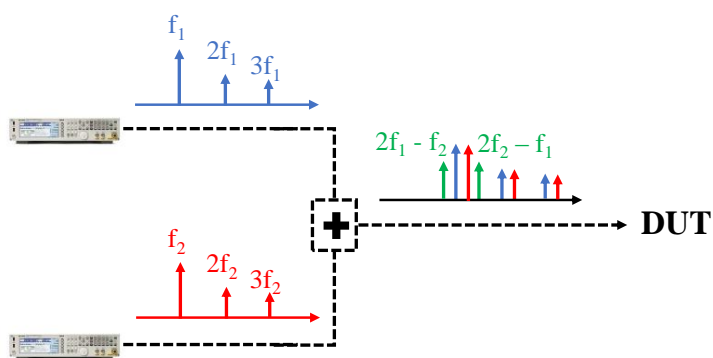 f₁
2f₁
3f₁
2f₁ - f₂
2f₂ – f₁
+
DUT
f₂
2f₂
3f₂